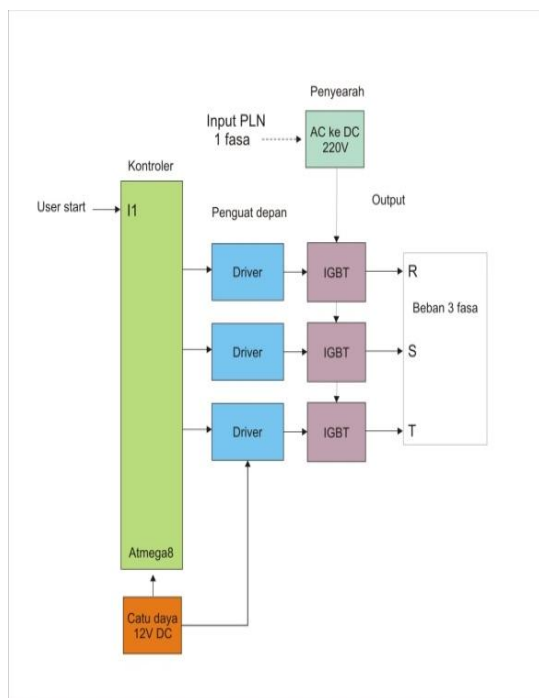 Penyearah
Input PLN
1 fasa
AC ke DC
220V
Kontroler
User start
I1
Penguat depan
Output
Driver
IGBT
R
Beban 3 fasa
Driver
IGBT
S
Driver
IGBT
T
Atmega8
Catu daya
12V DC